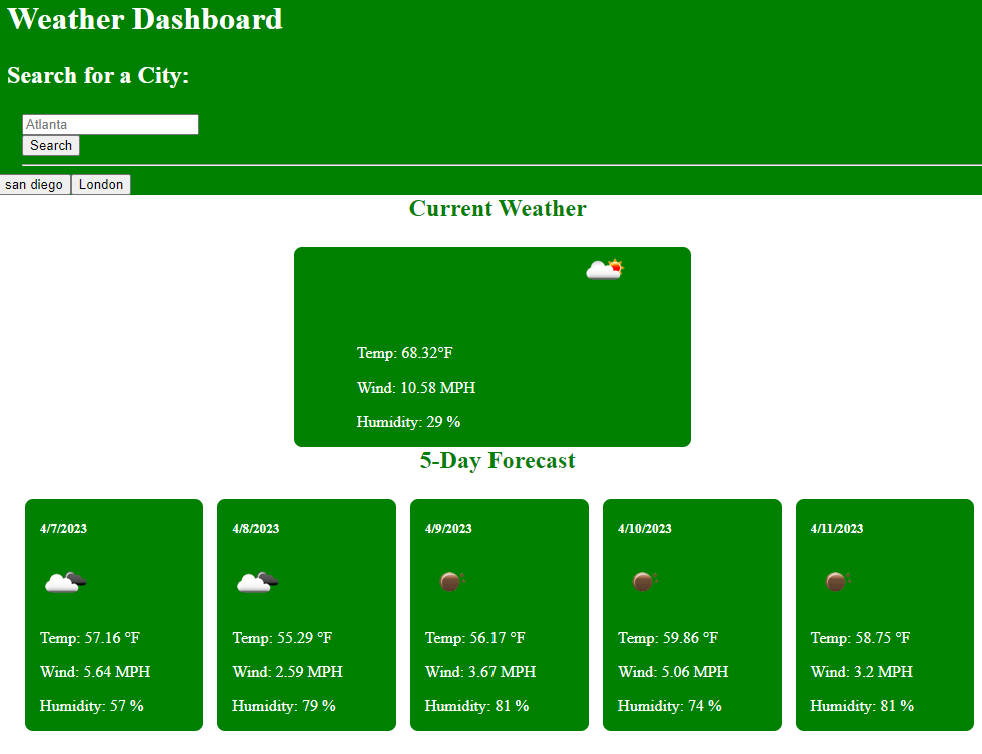 Weather Dashboard
Search for a City:
Atlanta
Search
san diego London
Current Weather
Temp: 68.32°F
Wind: 10.58 MPH
Humidity: 29 %
5-Day Forecast
4/7/2023 4/8/2023 4/9/2023 4/10/2023 4/11/2023
Temp: 57.16 °F Temp: 55.29 °F Temp: 56.17 °F Temp: 59.86 °F Temp: 58.75 °F
Wind: 5.64 MPH Wind: 2.59 MPH Wind: 3.67 MPH Wind: 5.06 MPH Wind: 3.2 MPH
Humidity: 57 % Humidity: 79 % Humidity: 81 % Humidity: 74 % Humidity: 81 %